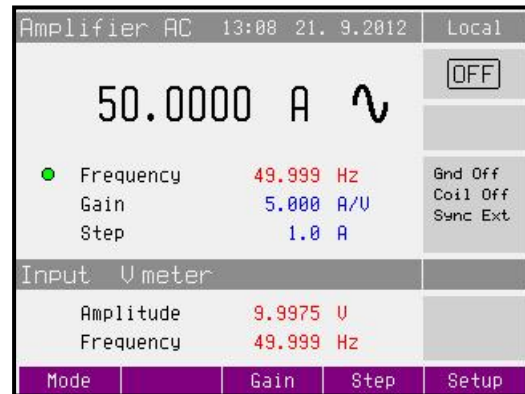 Amplifier AC 13:08 21. 9.2012 Local
OFF
50.0000 A
Frequency 49.999 Hz
Gain 5.000 A/V
Step 1.0 A
Gnd Off
Coil Off
Sync Ext
Input V meter
Amplitude 9.9975 V
Frequency 49.999 Hz
Mode Gain Step Setup